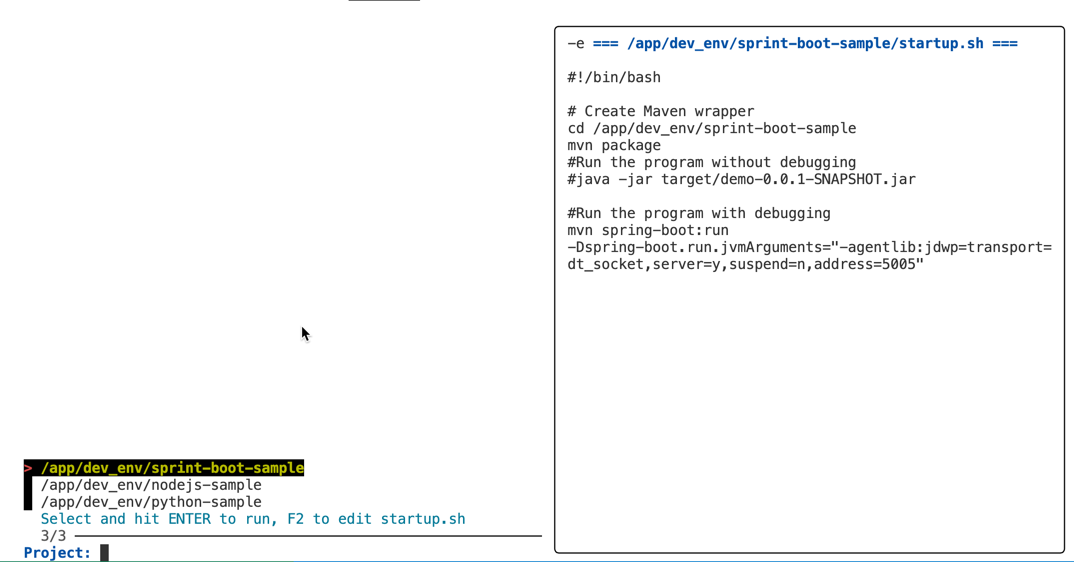 -e === /app/dev_env/sprint-boot-sample/startup.sh ===
#!/bin/bash
# Create Maven wrapper
cd /app/dev_env/sprint-boot-sample
mvn package
#Run the program without debugging
#java -jar target/demo-0.0.1-SNAPSHOT.jar
#Run the program with debugging
mvn spring-boot:run
-Dspring-boot.run.jvmArguments="-agentlib:jdwp=transport=
dt_socket,server=y,suspend=n,address=5005"
> /app/dev_env/sprint-boot-sample
/app/dev_env/nodejs-sample
/app/dev_env/python-sample
Select and hit ENTER to run, F2 to edit startup.sh
3/3
Project: